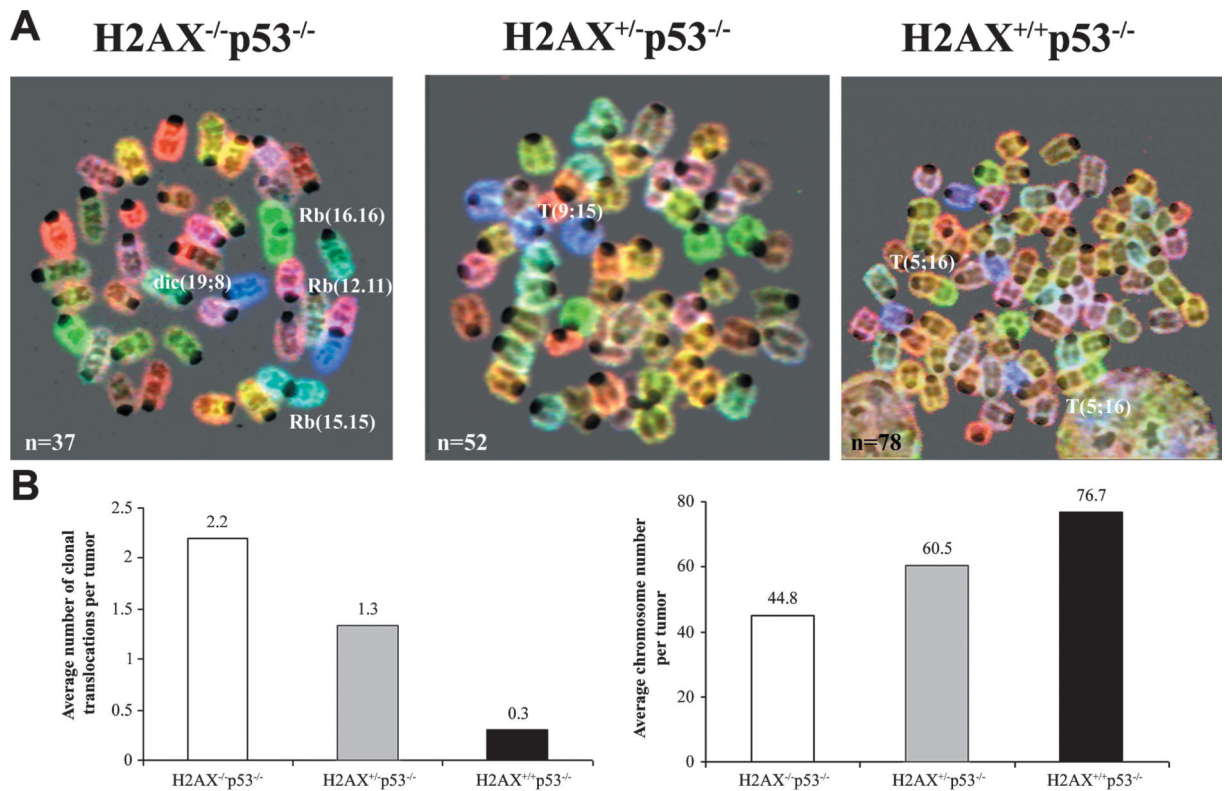 A
H2AX-/-p53-/-
H2AX+/-p53-/-
H2AX+/+p53-/-
Rb(16.16)
dic(19;8)
Rb(12.11)
Rb(15.15)
n=37
T(9;15)
n=52
T(5;16)
T(5;16)
n=78
B
Average number of clonal
translocations per tumor
2.5
2
1.5
1
0.5
0
2.2
1.3
0.3
H2AX-/-p53-/-
H2AX+/-p53-/-
H2AX+/+p53-/-
Average chromosome number
per tumor
80
60
40
20
0
44.8
60.5
76.7
H2AX-/-p53-/-
H2AX+/-p53-/-
H2AX+/+p53-/-